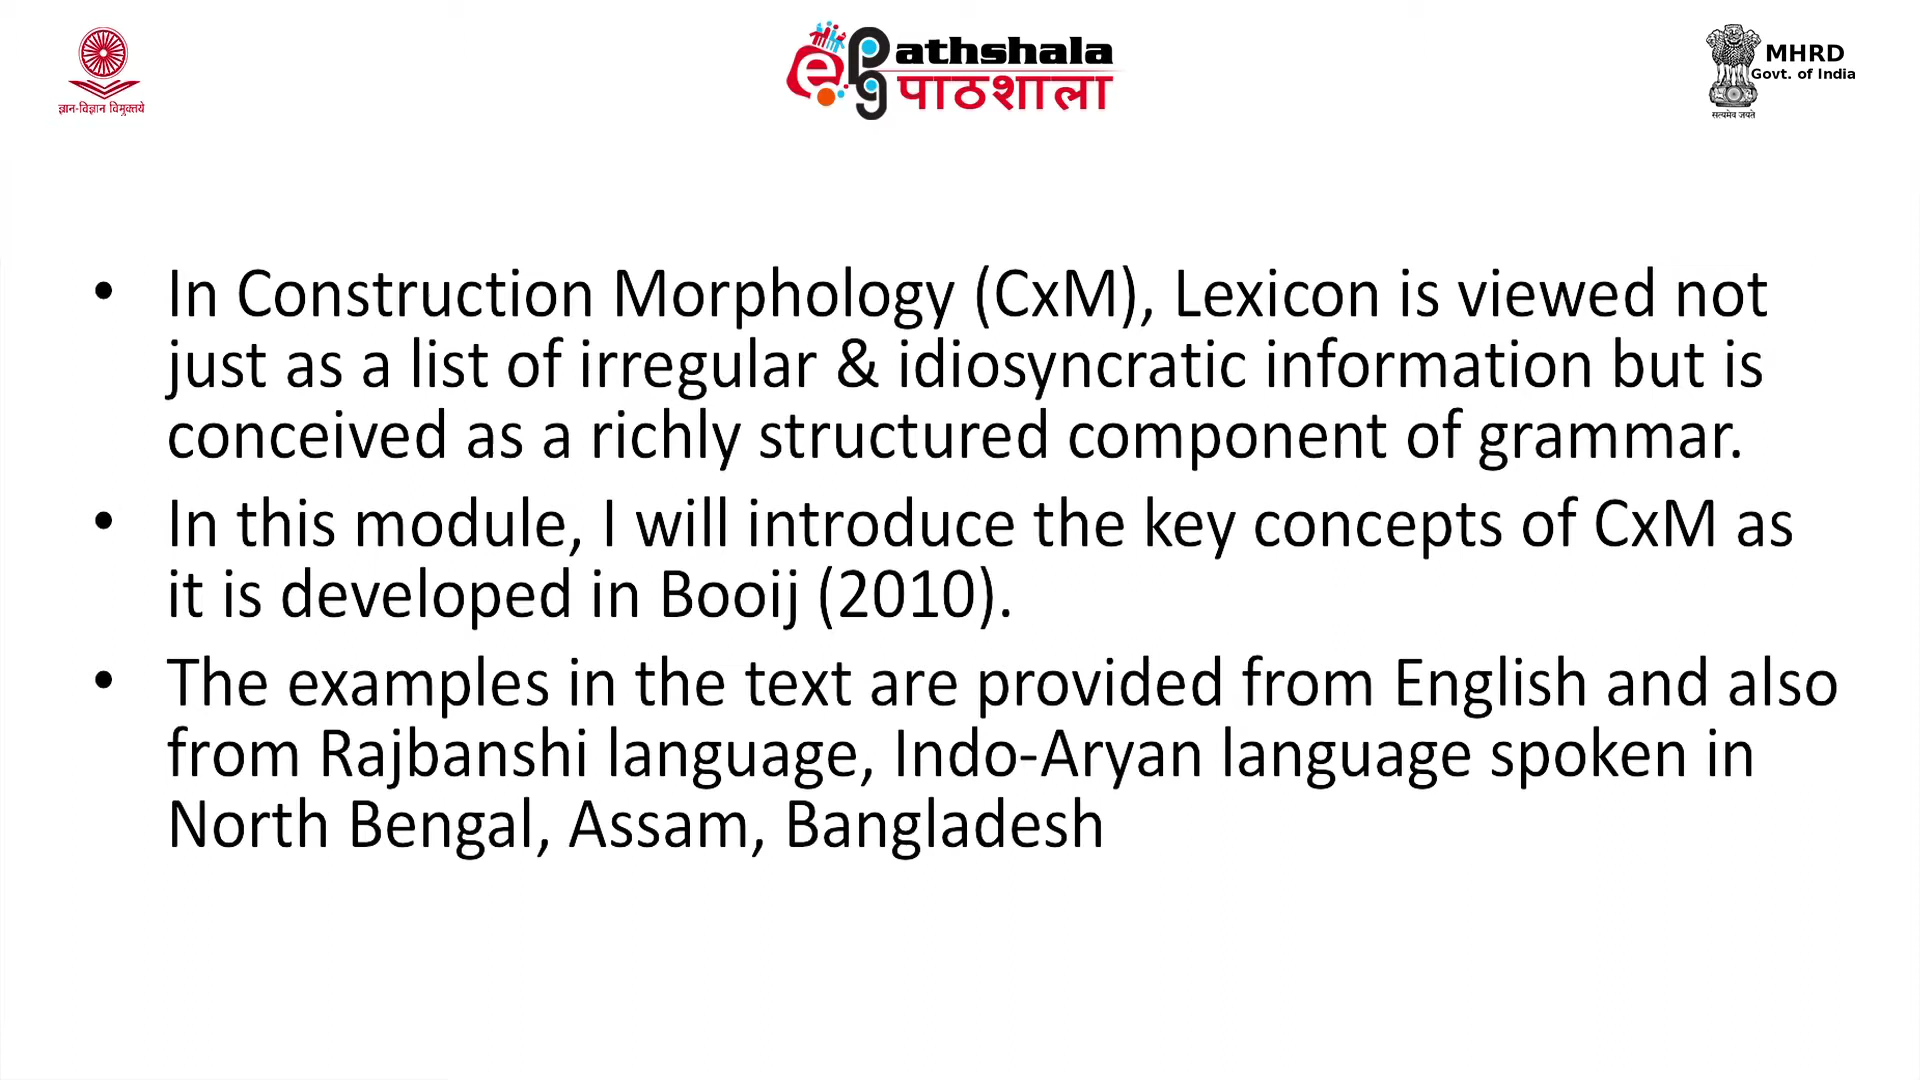 ज्ञान-विज्ञान विमुक्तये
e pg athshala
पाठशाला
MHRD
Govt. of India
सत्यमेव जयते
• In Construction Morphology (CxM), Lexicon is viewed not
just as a list of irregular & idiosyncratic information but is
conceived as a richly structured component of grammar.
• In this module, I will introduce the key concepts of CxM as
it is developed in Booij (2010).
• The examples in the text are provided from English and also
from Rajbanshi language, Indo-Aryan language spoken in
North Bengal, Assam, Bangladesh